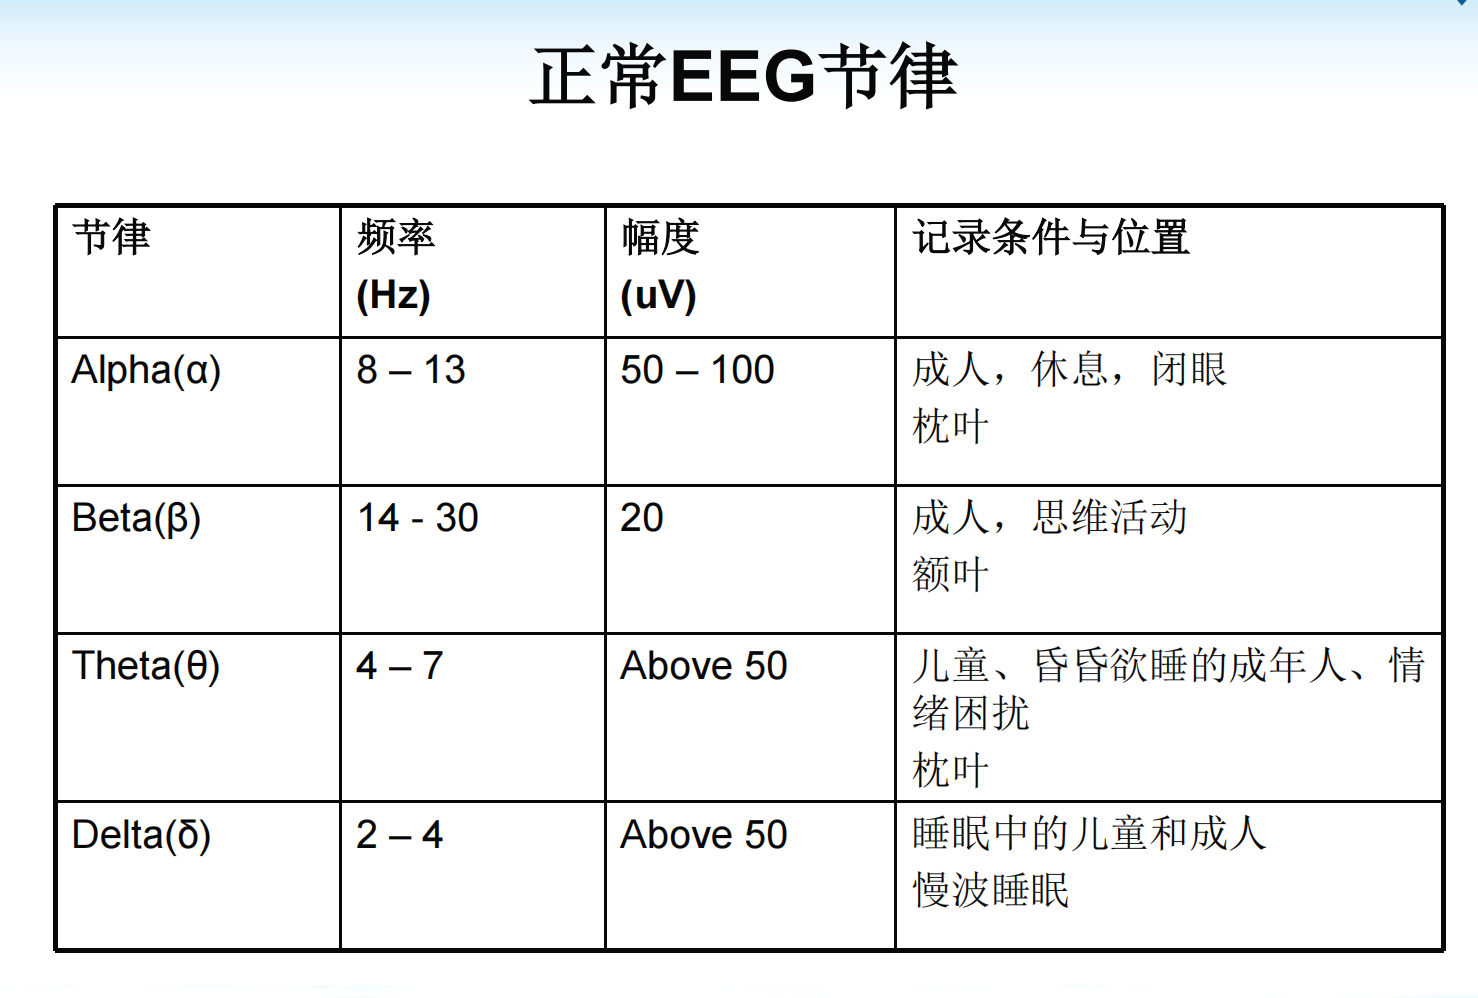 正常EEG节律
节律
频率
(Hz)
幅度
(uV)
记录条件与位置
Alpha(α)
8 – 13
50 – 100
成人，休息，闭眼
枕叶
Beta(β)
14 - 30
20
成人，思维活动
额叶
Theta(θ)
4 – 7
Above 50
儿童、昏昏欲睡的成年人、情
绪困扰
枕叶
Delta(δ)
2 – 4
Above 50
睡眠中的儿童和成人
慢波睡眠